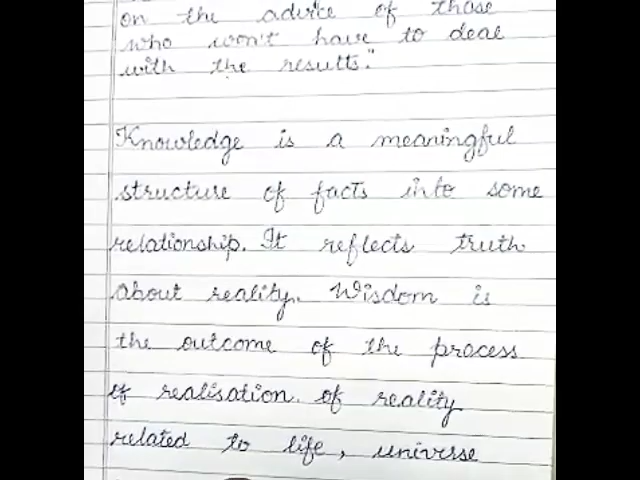 on the advice of those
who won't have to deal
with the results."
Knowledge is a meaningful
structure of facts into some
relationship. It reflects truth
about reality. Wisdom is
the outcome of the process
of realisation of reality
related to life, universe